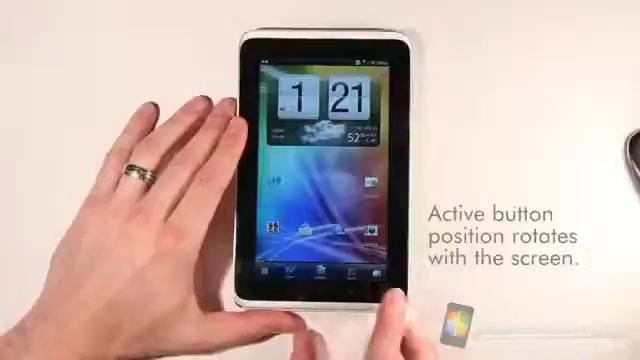 1 21
52°
Active button
position rotates
with the screen.